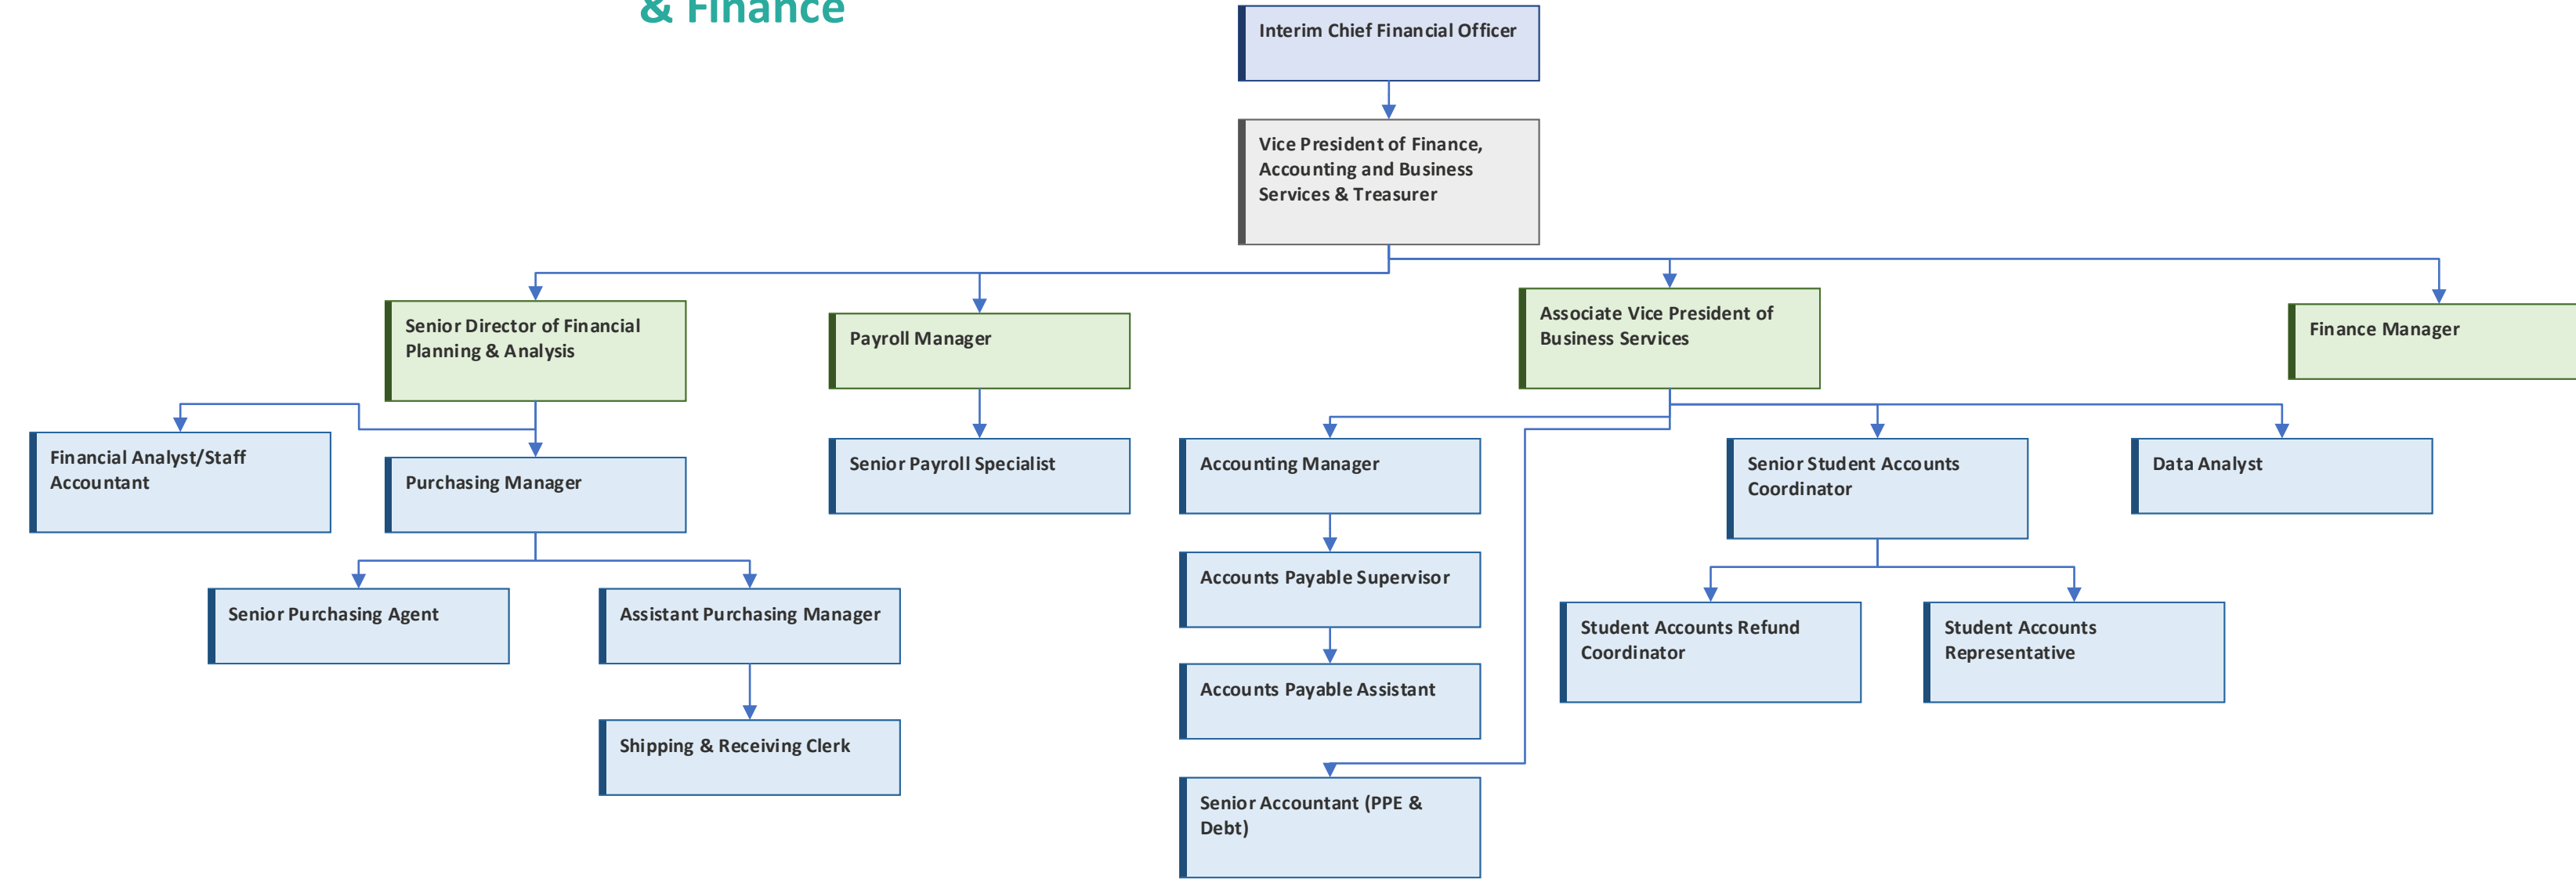 & Finance
Interim Chief Financial Officer
Vice President of Finance,
Accounting and Business
Services & Treasurer
Senior Director of Financial
Planning & Analysis
Payroll Manager
Associate Vice President of
Business Services
Finance Manager
Financial Analyst/Staff
Accountant
Purchasing Manager
Senior Payroll Specialist
Accounting Manager
Senior Student Accounts
Coordinator
Data Analyst
Accounts Payable Supervisor
Senior Purchasing Agent
Assistant Purchasing Manager
Student Accounts Refund
Coordinator
Student Accounts
Representative
Accounts Payable Assistant
Shipping & Receiving Clerk
Senior Accountant (PPE &
Debt)